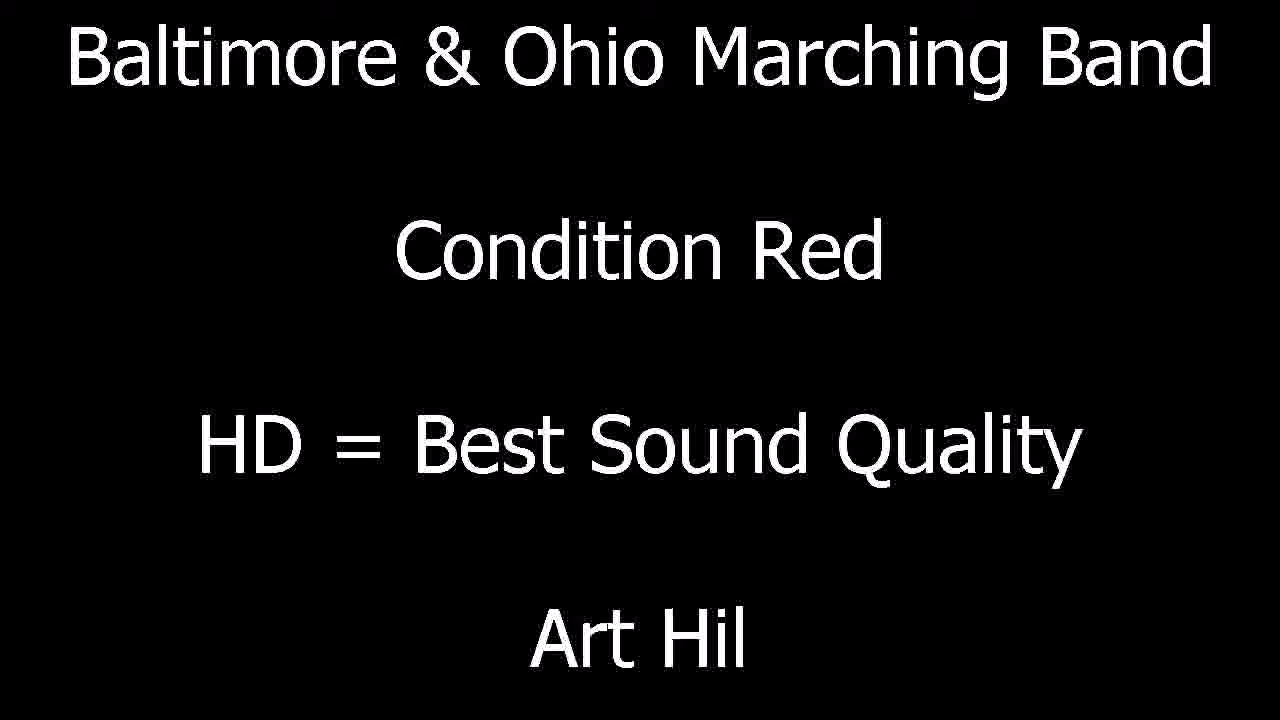 Baltimore & Ohio Marching Band
Condition Red
HD = Best Sound Quality
Art Hil